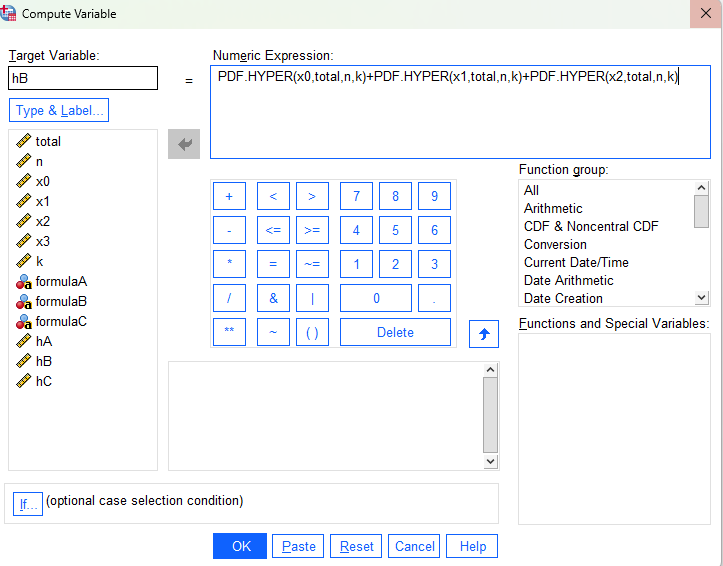 Compute Variable
Target Variable:
hB
=
Numeric Expression:
PDF.HYPER(x0,total,n,k)+PDF.HYPER(x1,total,n,k)+PDF.HYPER(x2,total,n,k)
Type & Label...
total
n
x0
x1
x2
x3
k
formulaA
formulaB
formulaC
hA
hB
hC
+ < > 7 8 9
- <= >= 4 5 6
* = ~= 1 2 3
/ & | 0 .
** ~ ( ) Delete
Function group:
All
Arithmetic
CDF & Noncentral CDF
Conversion
Current Date/Time
Date Arithmetic
Date Creation
Functions and Special Variables:
If... (optional case selection condition)
OK Paste Reset Cancel Help